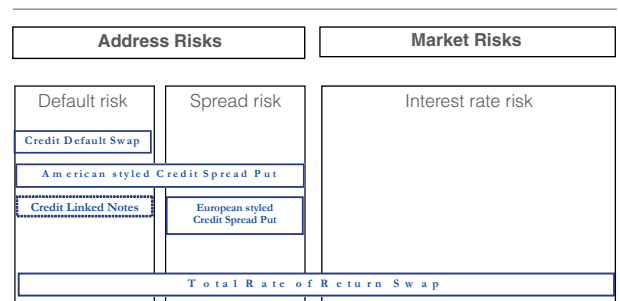 Address Risks
Market Risks
Default risk
Spread risk
Interest rate risk
Credit Default Swap
American styled Credit Spread Put
Credit Linked Notes
European styled
Credit Spread Put
Total Rate of Return Swap